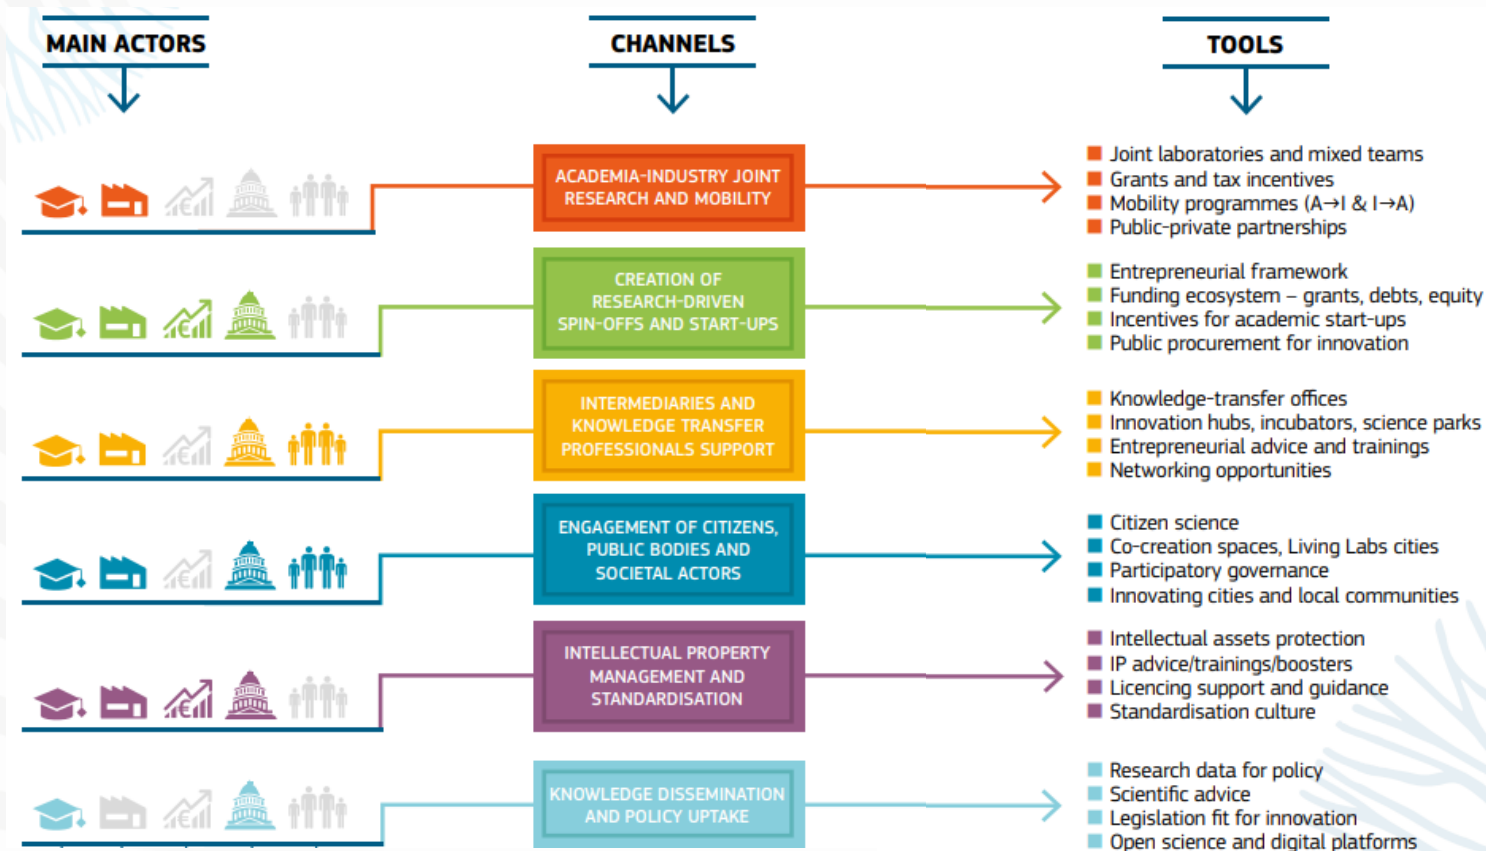 MAIN ACTORS
CHANNELS
TOOLS
ACADEMIA-INDUSTRY JOINT
RESEARCH AND MOBILITY
Joint laboratories and mixed teams
Grants and tax incentives
Mobility programmes (A→I & I→A)
Public-private partnerships
CREATION OF
RESEARCH-DRIVEN
SPIN-OFFS AND START-UPS
Entrepreneurial framework
Funding ecosystem – grants, debts, equity
Incentives for academic start-ups
Public procurement for innovation
INTERMEDIARIES AND
KNOWLEDGE TRANSFER
PROFESSIONALS SUPPORT
Knowledge-transfer offices
Innovation hubs, incubators, science parks
Entrepreneurial advice and trainings
Networking opportunities
ENGAGEMENT OF CITIZENS,
PUBLIC BODIES AND
SOCIETAL ACTORS
Citizen science
Co-creation spaces, Living Labs cities
Participatory governance
Innovating cities and local communities
INTELLECTUAL PROPERTY
MANAGEMENT AND
STANDARDISATION
Intellectual assets protection
IP advice/trainings/boosters
Licencing support and guidance
Standardisation culture
KNOWLEDGE DISSEMINATION
AND POLICY UPTAKE
Research data for policy
Scientific advice
Legislation fit for innovation
Open science and digital platforms